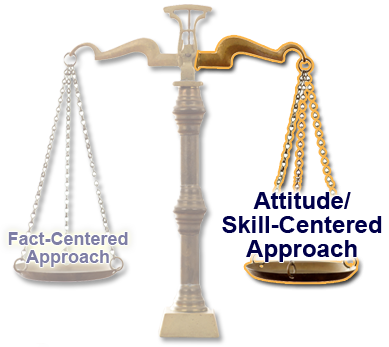 Fact-Centered
Approach
Attitude/
Skill-Centered
Approach